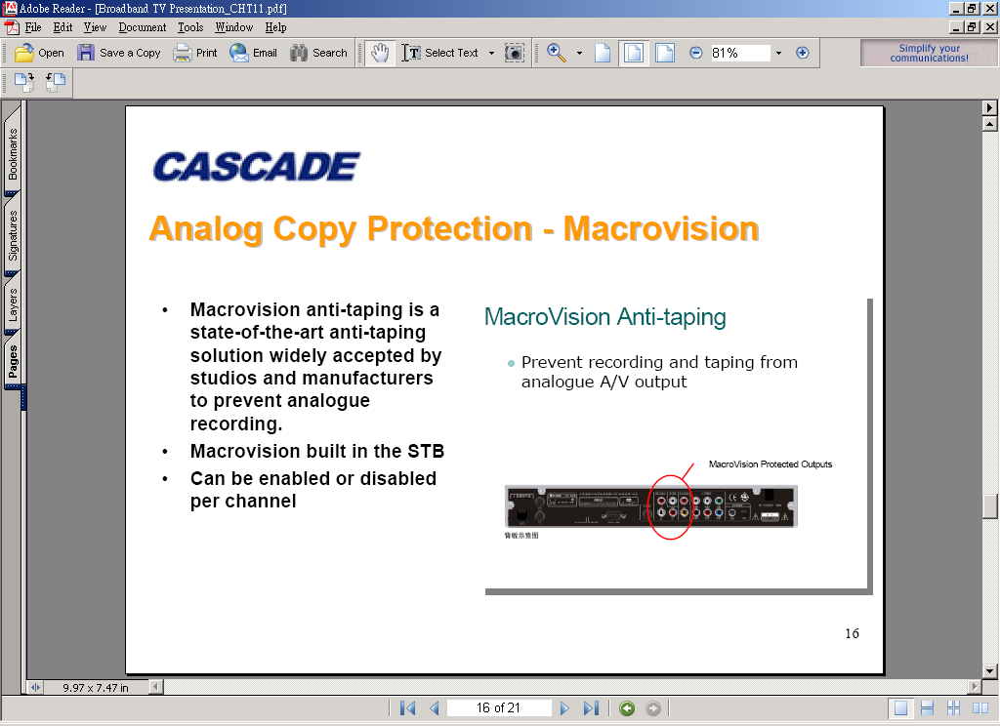 Adobe Reader - [Broadband TV Presentation_CHT11.pdf]
File Edit View Document Tools Window Help
Open Save a Copy Print Email Search Select Text 81%
Simplify your
communications!
Bookmarks
Signatures
Layers
Pages
CASCADE
Analog Copy Protection - Macrovision
• Macrovision anti-taping is a
state-of-the-art anti-taping
solution widely accepted by
studios and manufacturers
to prevent analogue
recording.
• Macrovision built in the STB
• Can be enabled or disabled
per channel
MacroVision Anti-taping
• Prevent recording and taping from
analogue A/V output
MacroVision Protected Outputs
背板示意图
16
9.97 x 7.47 in
16 of 21